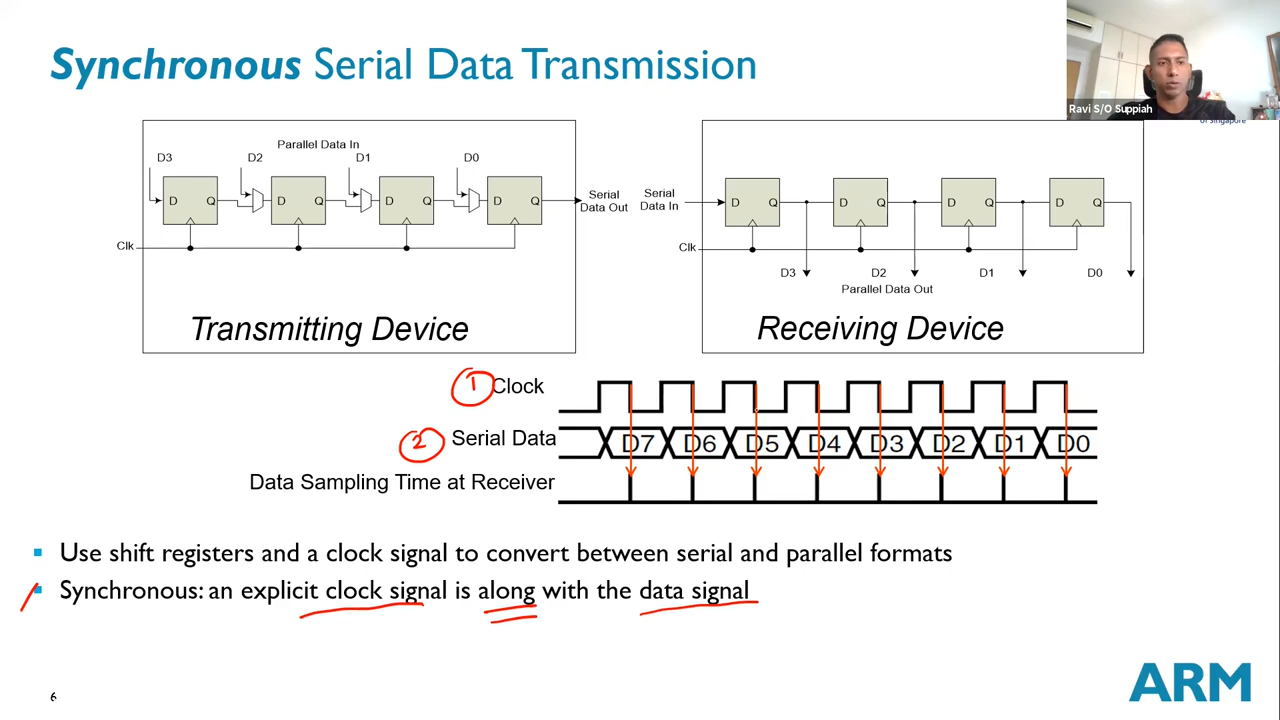 Synchronous Serial Data Transmission
Ravi S/O Suppiah
of Singapore
Parallel Data In
D3 D2 D1 D0
D Q D Q D Q D Q
Serial
Data Out
Clk
Transmitting Device
Serial
Data In
D Q D Q D Q D Q
Clk
D3 D2 D1 D0
Parallel Data Out
Receiving Device
1 Clock
2 Serial Data
D7 D6 D5 D4 D3 D2 D1 D0
Data Sampling Time at Receiver
Use shift registers and a clock signal to convert between serial and parallel formats
Synchronous: an explicit clock signal is along with the data signal
6
ARM